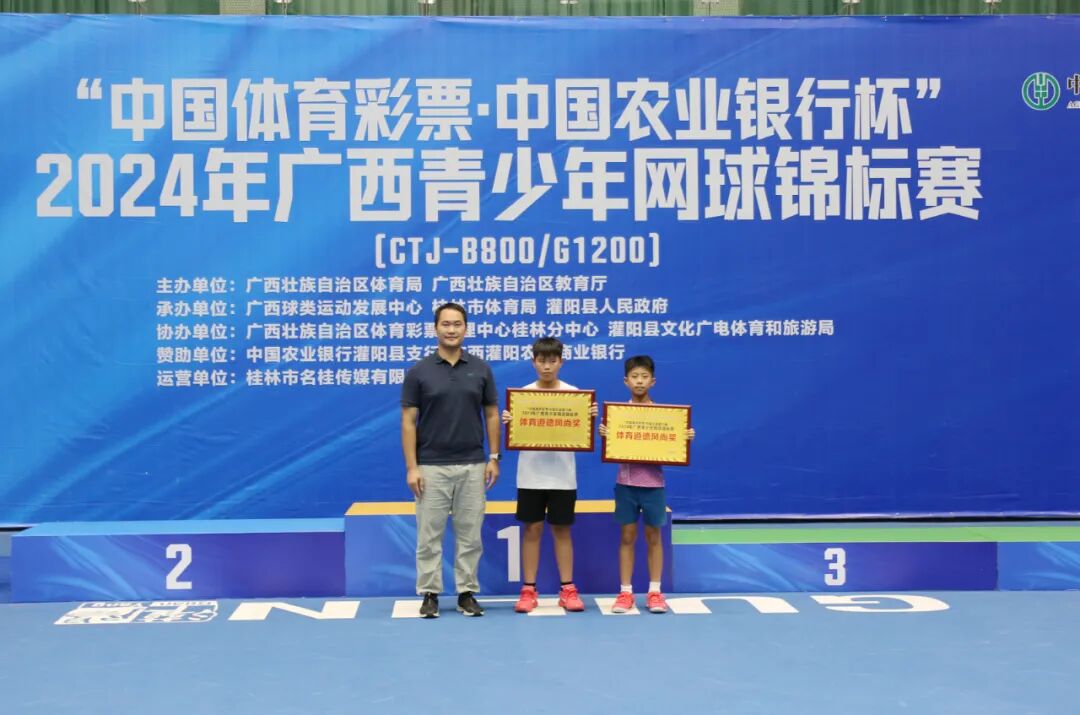 “中国体育彩票·中国农业银行杯”
2024年广西青少年网球锦标赛
(CTJ-B800/G1200)
主办单位：广西壮族自治区体育局 广西壮族自治区教育厅
承办单位：广西球类运动发展中心 桂林市体育局 灌阳县人民政府
协办单位：广西壮族自治区体育彩票 中心桂林分中心 灌阳县文化广电体育和旅游局
赞助单位：中国农业银行灌阳县支行 西灌阳农 商业银行
运营单位：桂林市名桂传媒有限
体育道德风尚奖
体育道德风尚奖
2
1
3
GUILIN